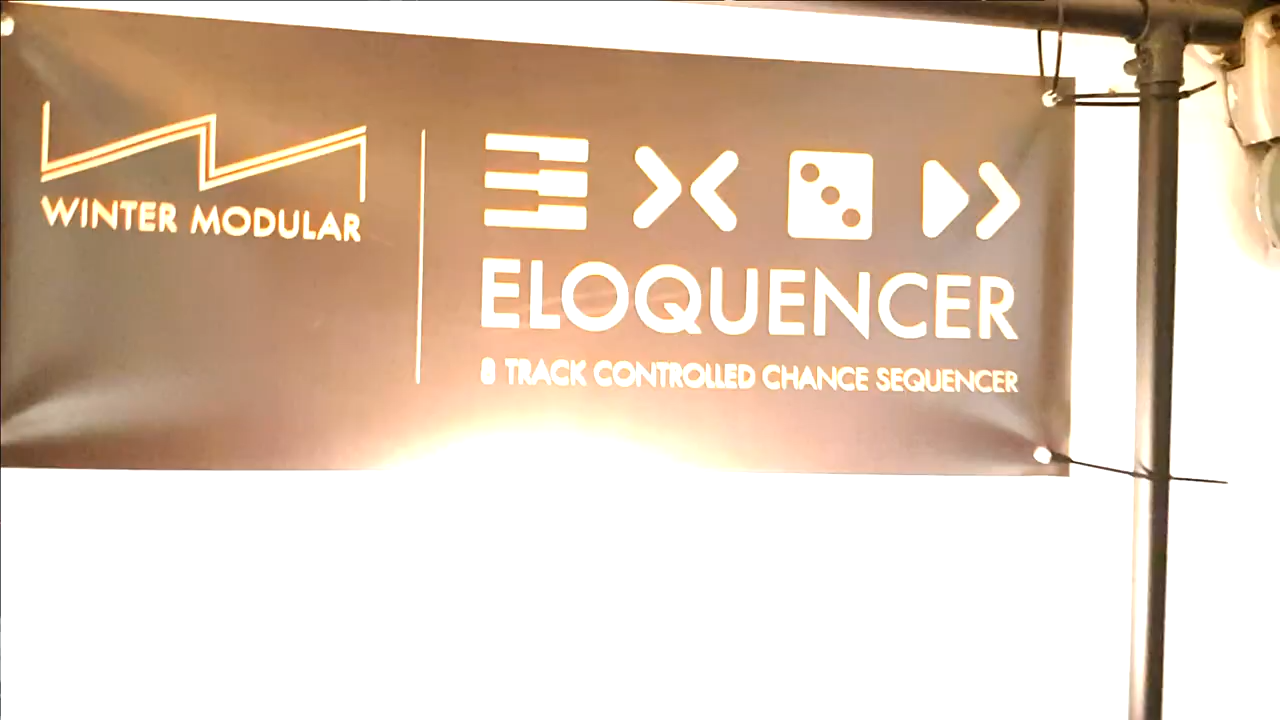 WINTER MODULAR
ELOQUENCER
8 TRACK CONTROLLED CHANCE SEQUENCER